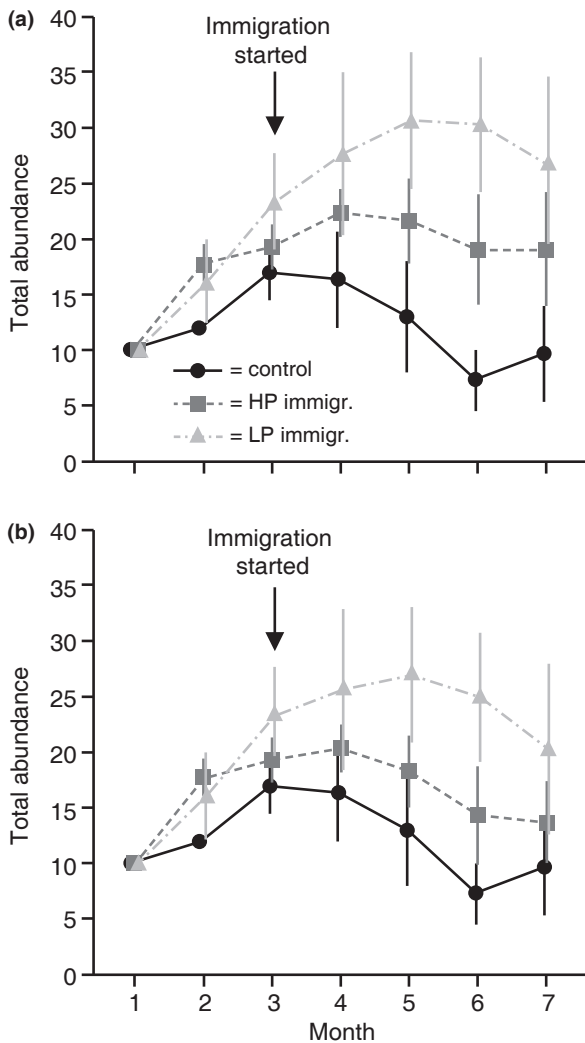 (a)
40
35
30
25
20
15
10
5
0
Total abundance
Immigration
started
= control
= HP immigr.
= LP immigr.
(b)
40
35
30
25
20
15
10
5
0
Total abundance
Immigration
started
1 2 3 4 5 6 7
Month